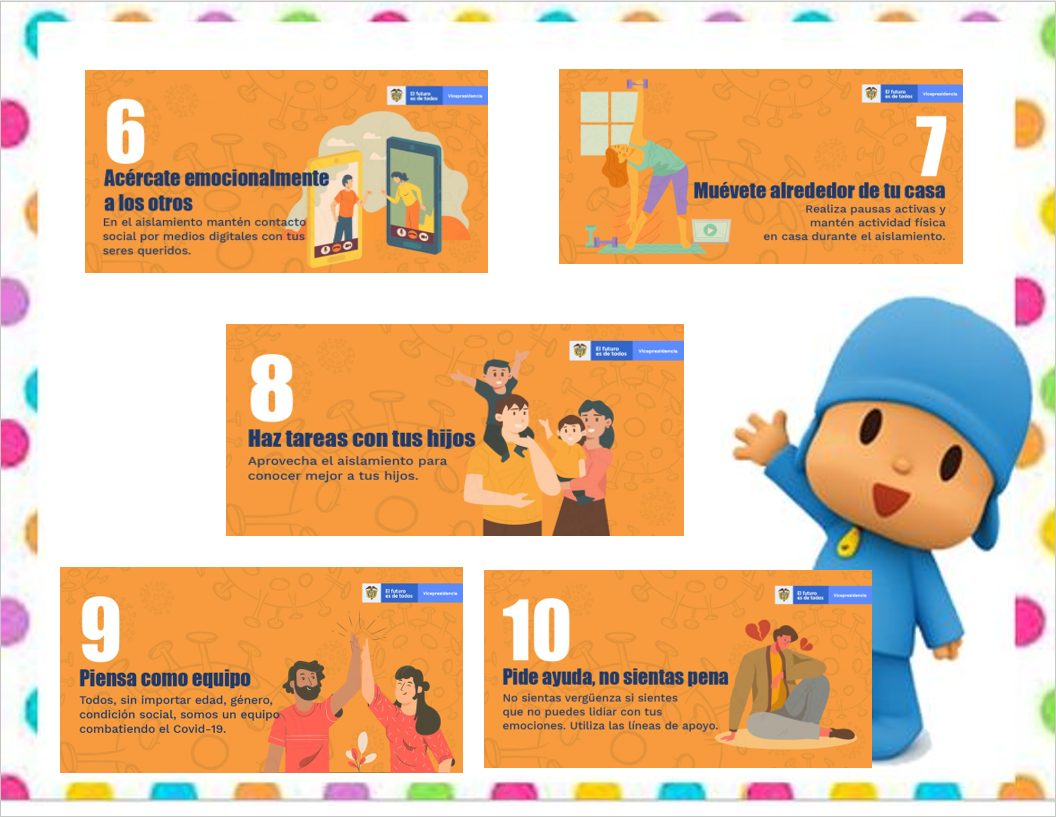 El futuro
es de todos
Vicepresidencia
6
Acércate emocionalmente
a los otros
En el aislamiento mantén contacto
social por medios digitales con tus
seres queridos.
El futuro
es de todos
Vicepresidencia
7
Muévete alrededor de tu casa
Realiza pausas activas y
mantén actividad física
en casa durante el aislamiento.
El futuro
es de todos
Vicepresidencia
8
Haz tareas con tus hijos
Aprovecha el aislamiento para
conocer mejor a tus hijos.
El futuro
es de todos
Vicepresidencia
9
Piensa como equipo
Todos, sin importar edad, género,
condición social, somos un equipo
combatiendo el Covid-19.
El futuro
es de todos
Vicepresidencia
10
Pide ayuda, no sientas pena
No sientas vergüenza si sientes
que no puedes lidiar con tus
emociones. Utiliza las líneas de apoyo.